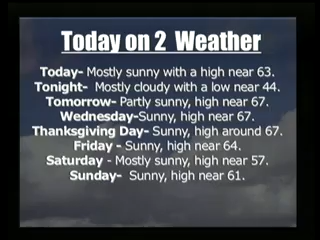 Today on 2 Weather
Today- Mostly sunny with a high near 63.
Tonight- Mostly cloudy with a low near 44.
Tomorrow- Partly sunny, high near 67.
Wednesday-Sunny, high near 67.
Thanksgiving Day- Sunny, high around 67.
Friday - Sunny, high near 64.
Saturday - Mostly sunny, high near 57.
Sunday- Sunny, high near 61.